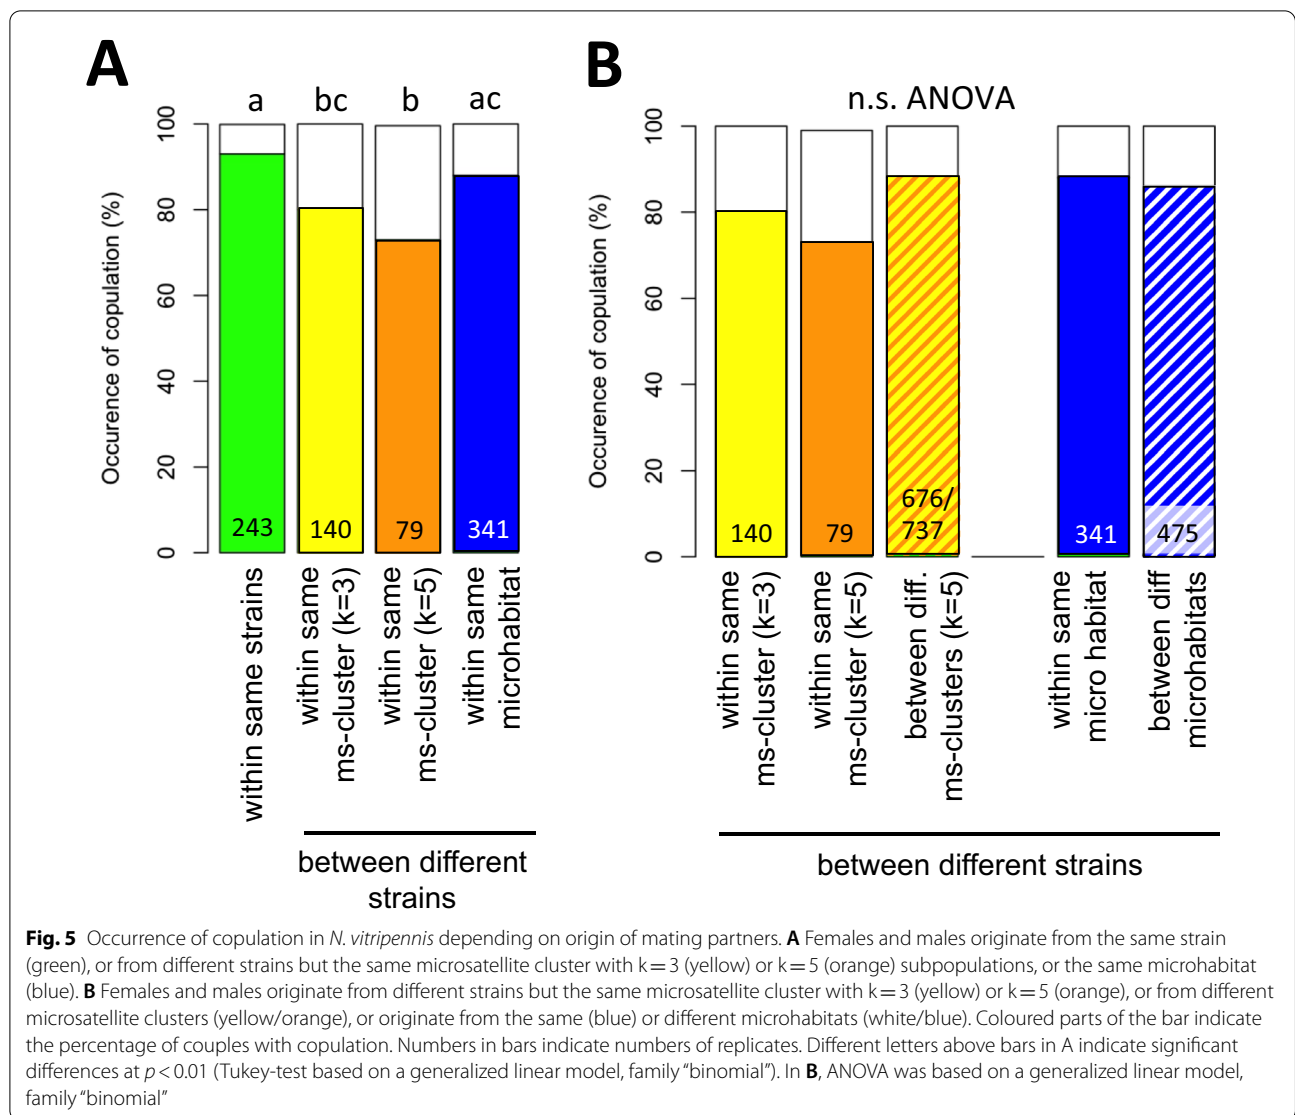 A
B
a bc b ac
n.s. ANOVA
Occurence of copulation (%)
0 20 40 60 80 100
243 140 79 341
within same strains
within same
ms-cluster (k=3)
within same
ms-cluster (k=5)
within same
microhabitat
between different
strains
Occurence of copulation (%)
0 20 40 60 80 100
140 79 676/
737 341 475
within same
ms-cluster (k=3)
within same
ms-cluster (k=5)
between diff.
ms-clusters (k=5)
within same
micro habitat
between diff
microhabitats
between different strains
Fig. 5 Occurrence of copulation in N. vitripennis depending on origin of mating partners. A Females and males originate from the same strain
(green), or from different strains but the same microsatellite cluster with k = 3 (yellow) or k = 5 (orange) subpopulations, or the same microhabitat
(blue). B Females and males originate from different strains but the same microsatellite cluster with k = 3 (yellow) or k = 5 (orange), or from different
microsatellite clusters (yellow/orange), or originate from the same (blue) or different microhabitats (white/blue). Coloured parts of the bar indicate
the percentage of couples with copulation. Numbers in bars indicate numbers of replicates. Different letters above bars in A indicate significant
differences at p < 0.01 (Tukey-test based on a generalized linear model, family “binomial”). In B, ANOVA was based on a generalized linear model,
family “binomial”